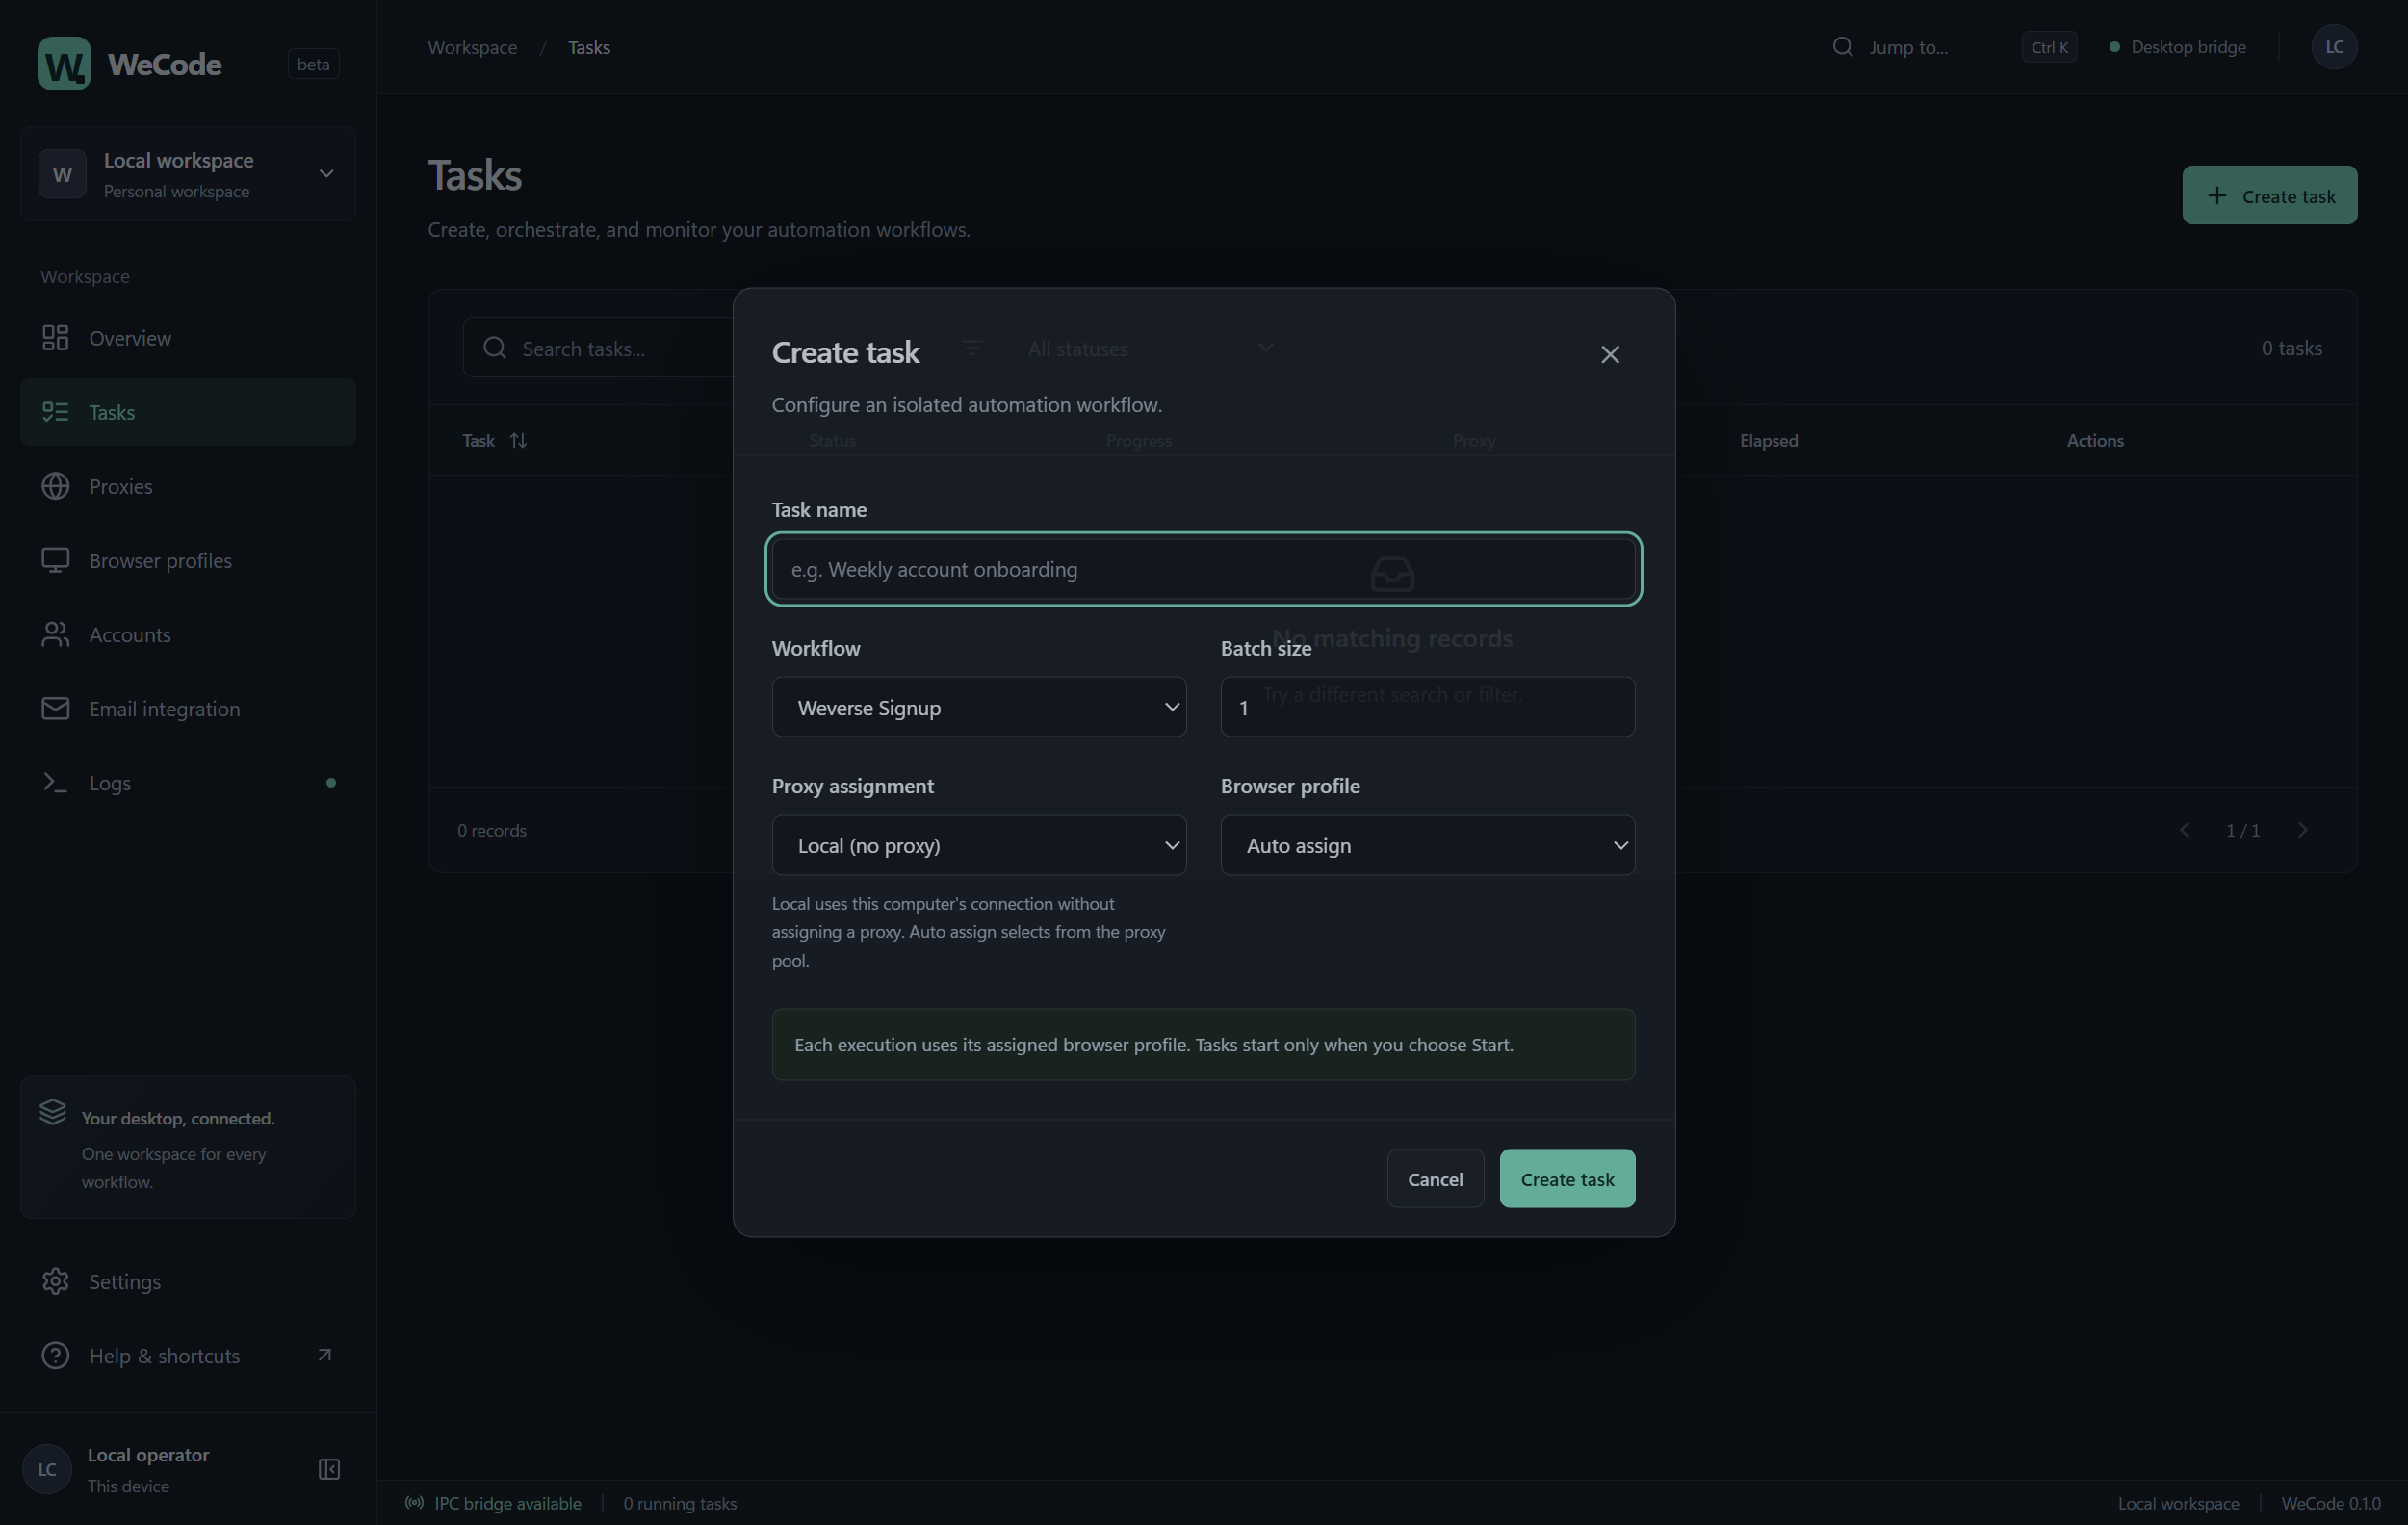 W.
WeCode
beta
W
Local workspace
Personal workspace
Workspace
Overview
Tasks
Proxies
Browser profiles
Accounts
Email integration
Logs
Your desktop, connected.
One workspace for every
workflow.
Settings
Help & shortcuts
LC
Local operator
This device
Workspace / Tasks
Jump to...
Ctrl K
Desktop bridge
LC
Tasks
Create, orchestrate, and monitor your automation workflows.
Create task
Search tasks...
All statuses
0 tasks
Task
Status
Progress
Proxy
Elapsed
Actions
No matching records
Try a different search or filter.
0 records
1 / 1
Create task
Configure an isolated automation workflow.
Task name
e.g. Weekly account onboarding
Workflow
Weverse Signup
Batch size
1
Proxy assignment
Local (no proxy)
Local uses this computer's connection without
assigning a proxy. Auto assign selects from the proxy
pool.
Browser profile
Auto assign
Each execution uses its assigned browser profile. Tasks start only when you choose Start.
Cancel
Create task
IPC bridge available
0 running tasks
Local workspace
WeCode 0.1.0